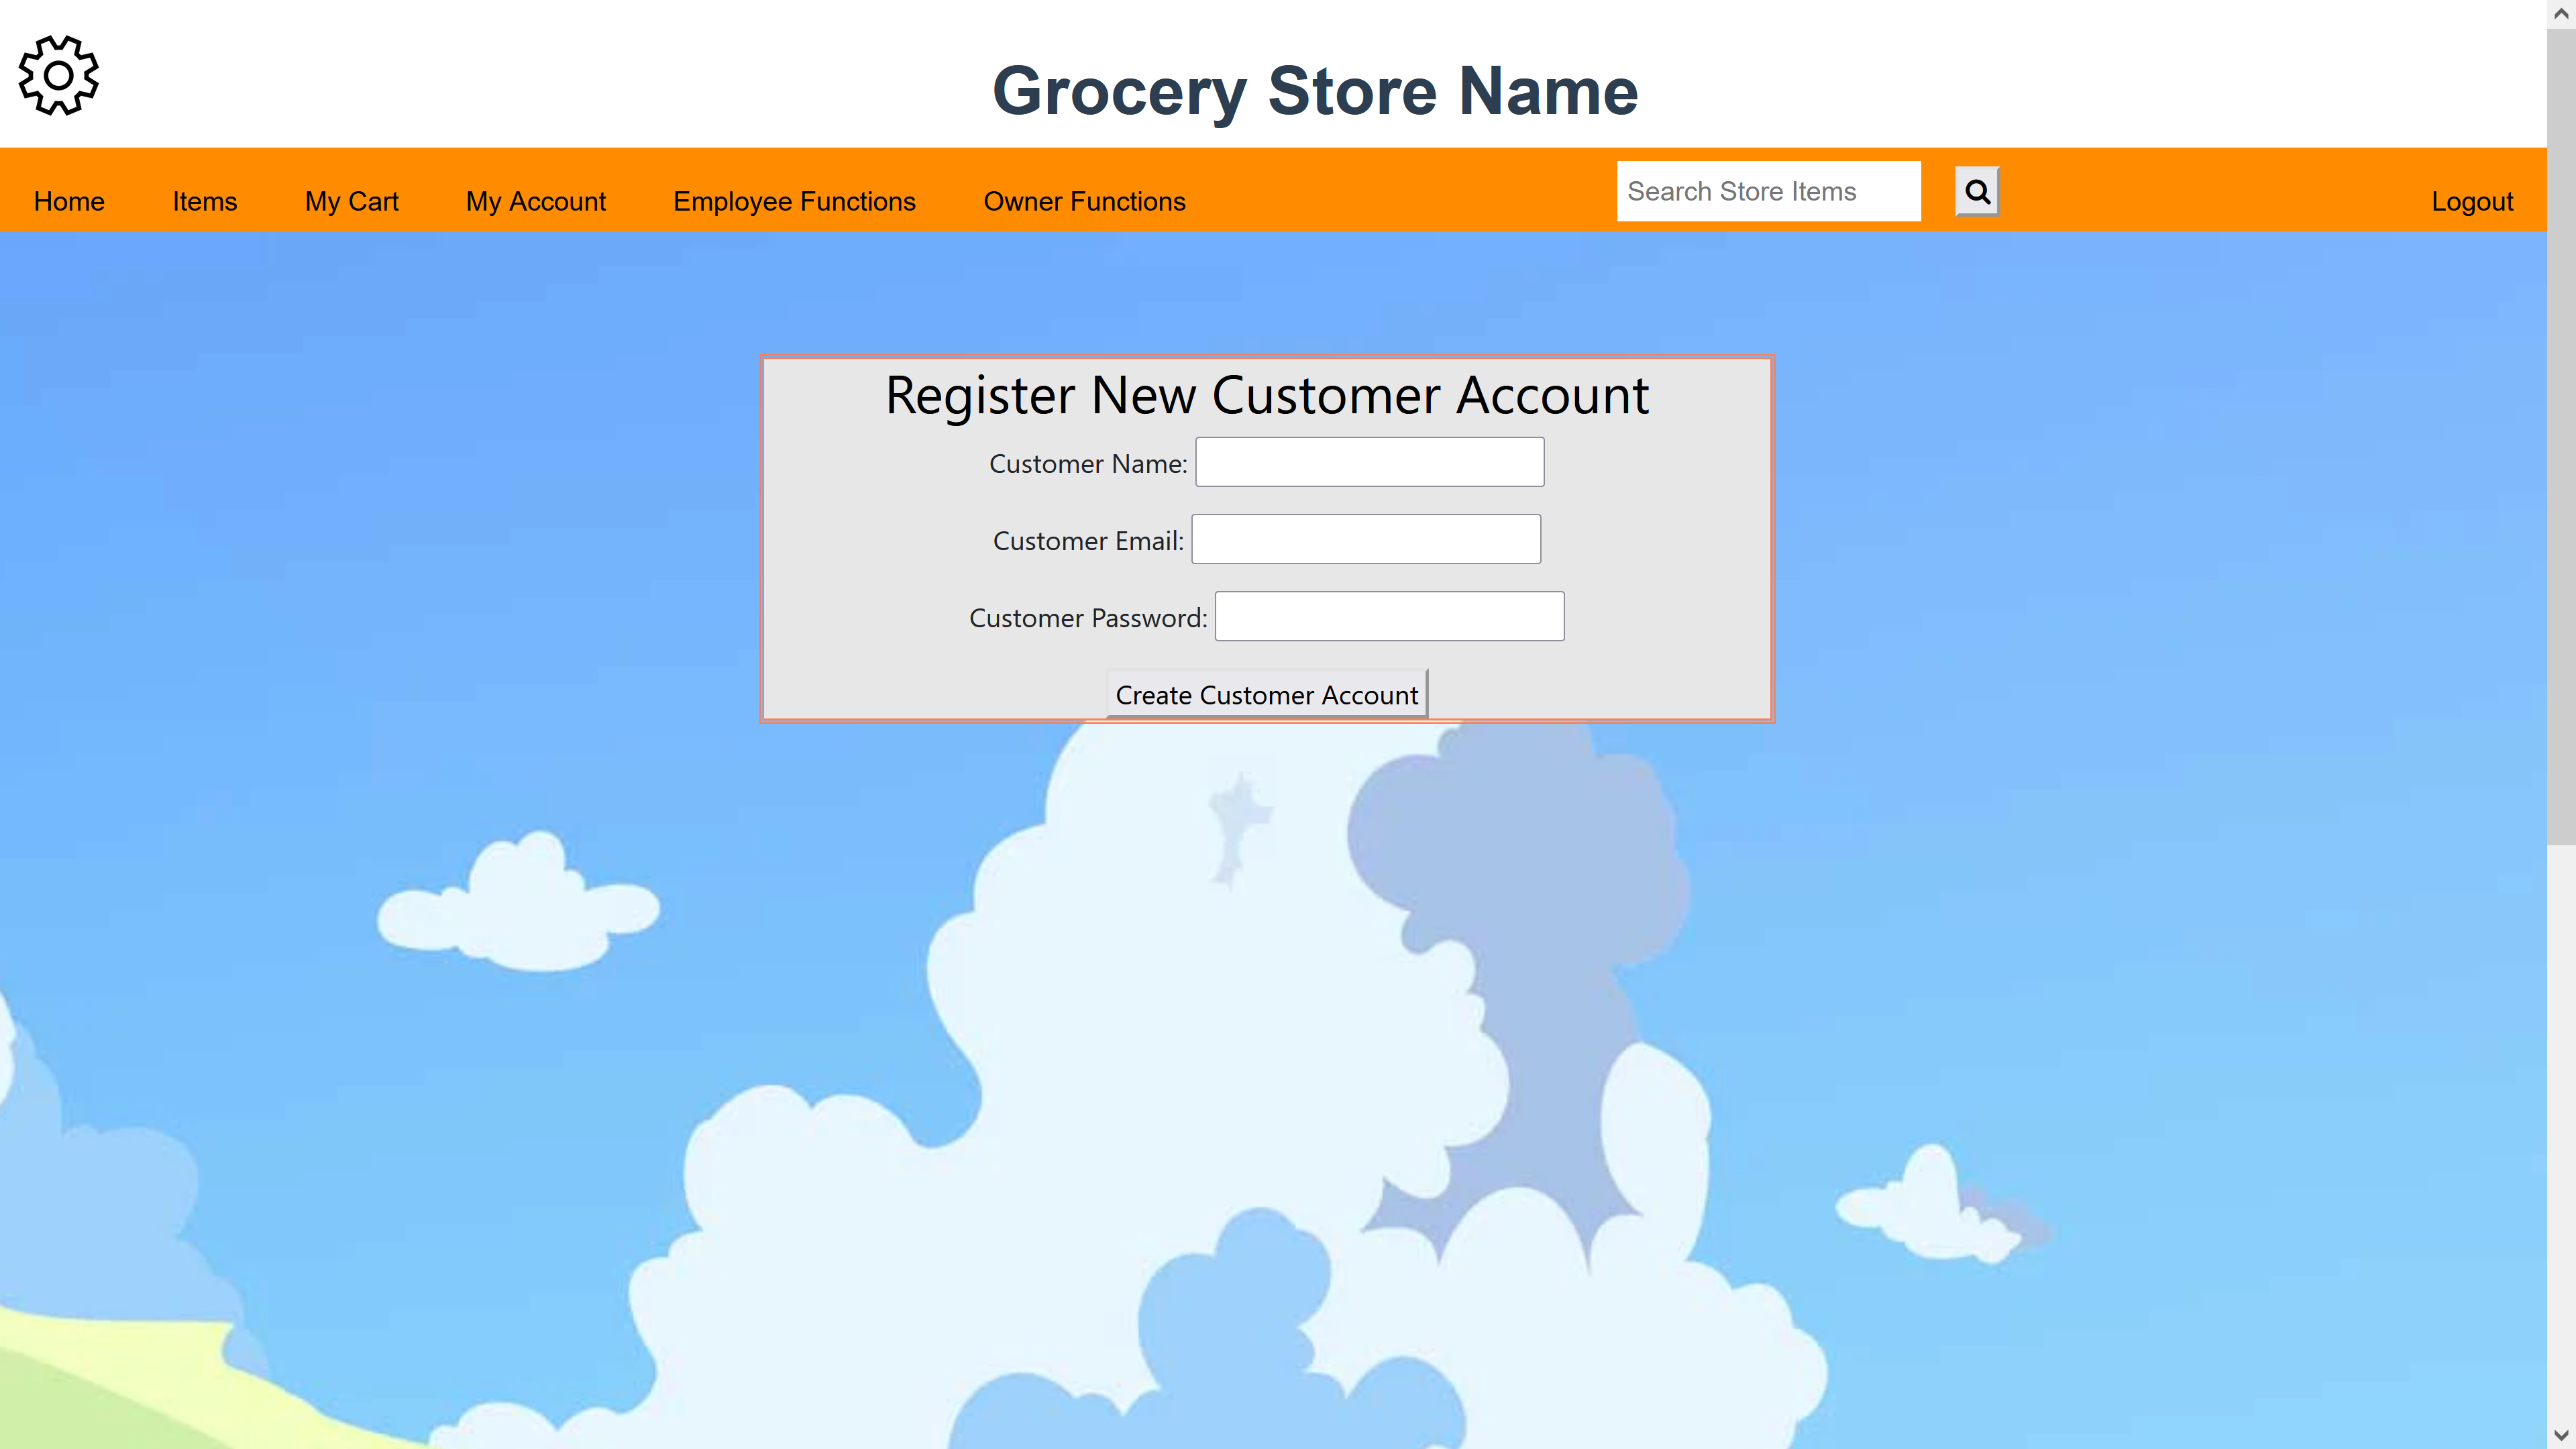 Grocery Store Name
Home Items My Cart My Account Employee Functions Owner Functions Search Store Items Logout
Register New Customer Account
Customer Name:
Customer Email:
Customer Password:
Create Customer Account